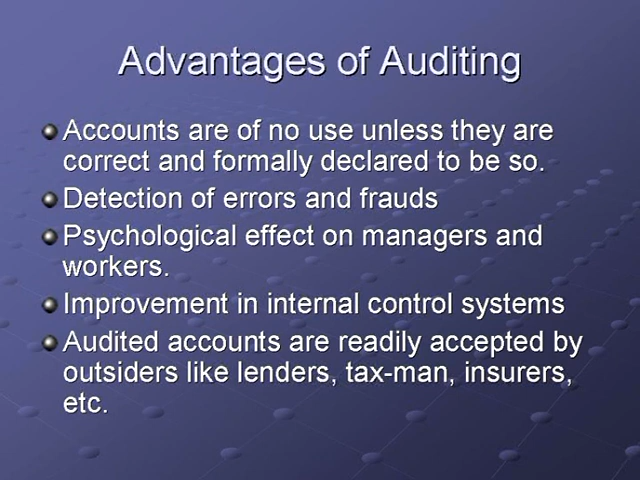 Advantages of Auditing
Accounts are of no use unless they are
correct and formally declared to be so.
Detection of errors and frauds
Psychological effect on managers and
workers.
Improvement in internal control systems
Audited accounts are readily accepted by
outsiders like lenders, tax-man, insurers,
etc.